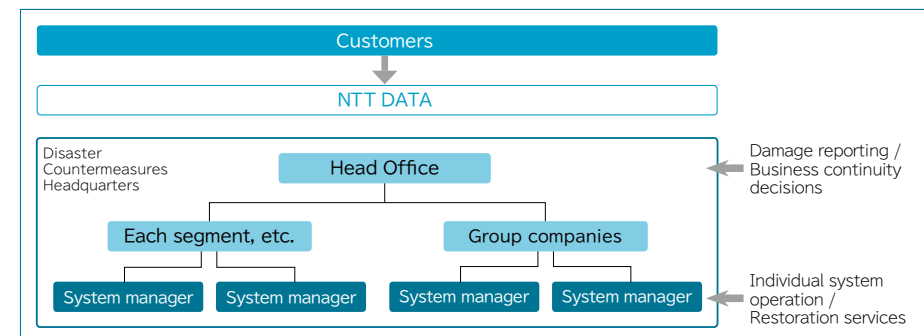 Customers
NTT DATA
Disaster
Countermeasures
Headquarters
Head Office
Damage reporting /
Business continuity
decisions
Each segment, etc.
Group companies
System manager
System manager
System manager
System manager
Individual system
operation /
Restoration services